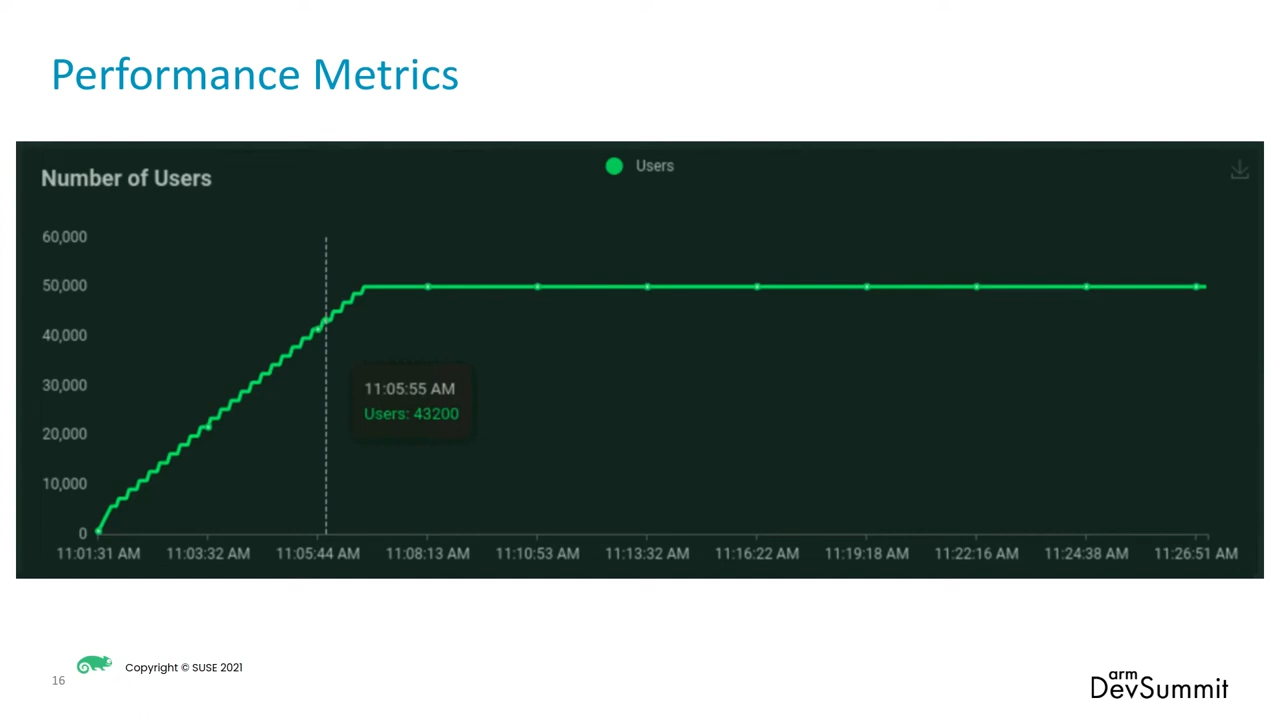 Performance Metrics
Number of Users
Users
60,000
50,000
40,000
30,000
20,000
10,000
0
11:05:55 AM
Users: 43200
11:01:31 AM 11:03:32 AM 11:05:44 AM 11:08:13 AM 11:10:53 AM 11:13:32 AM 11:16:22 AM 11:19:18 AM 11:22:16 AM 11:24:38 AM 11:26:51 AM
16
Copyright © SUSE 2021
arm
DevSummit